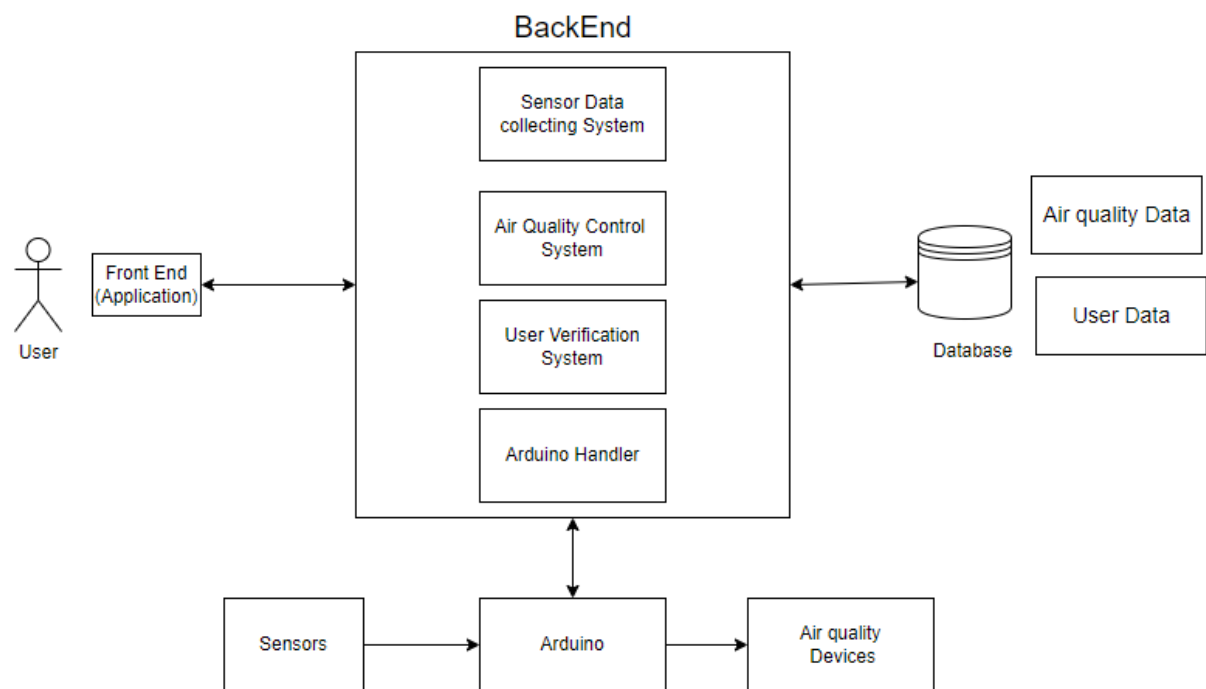 BackEnd
Sensor Data
collecting System
Air Quality Control
System
User Verification
System
Arduino Handler
Front End
(Application)
User
Air quality Data
User Data
Database
Sensors
Arduino
Air quality
Devices